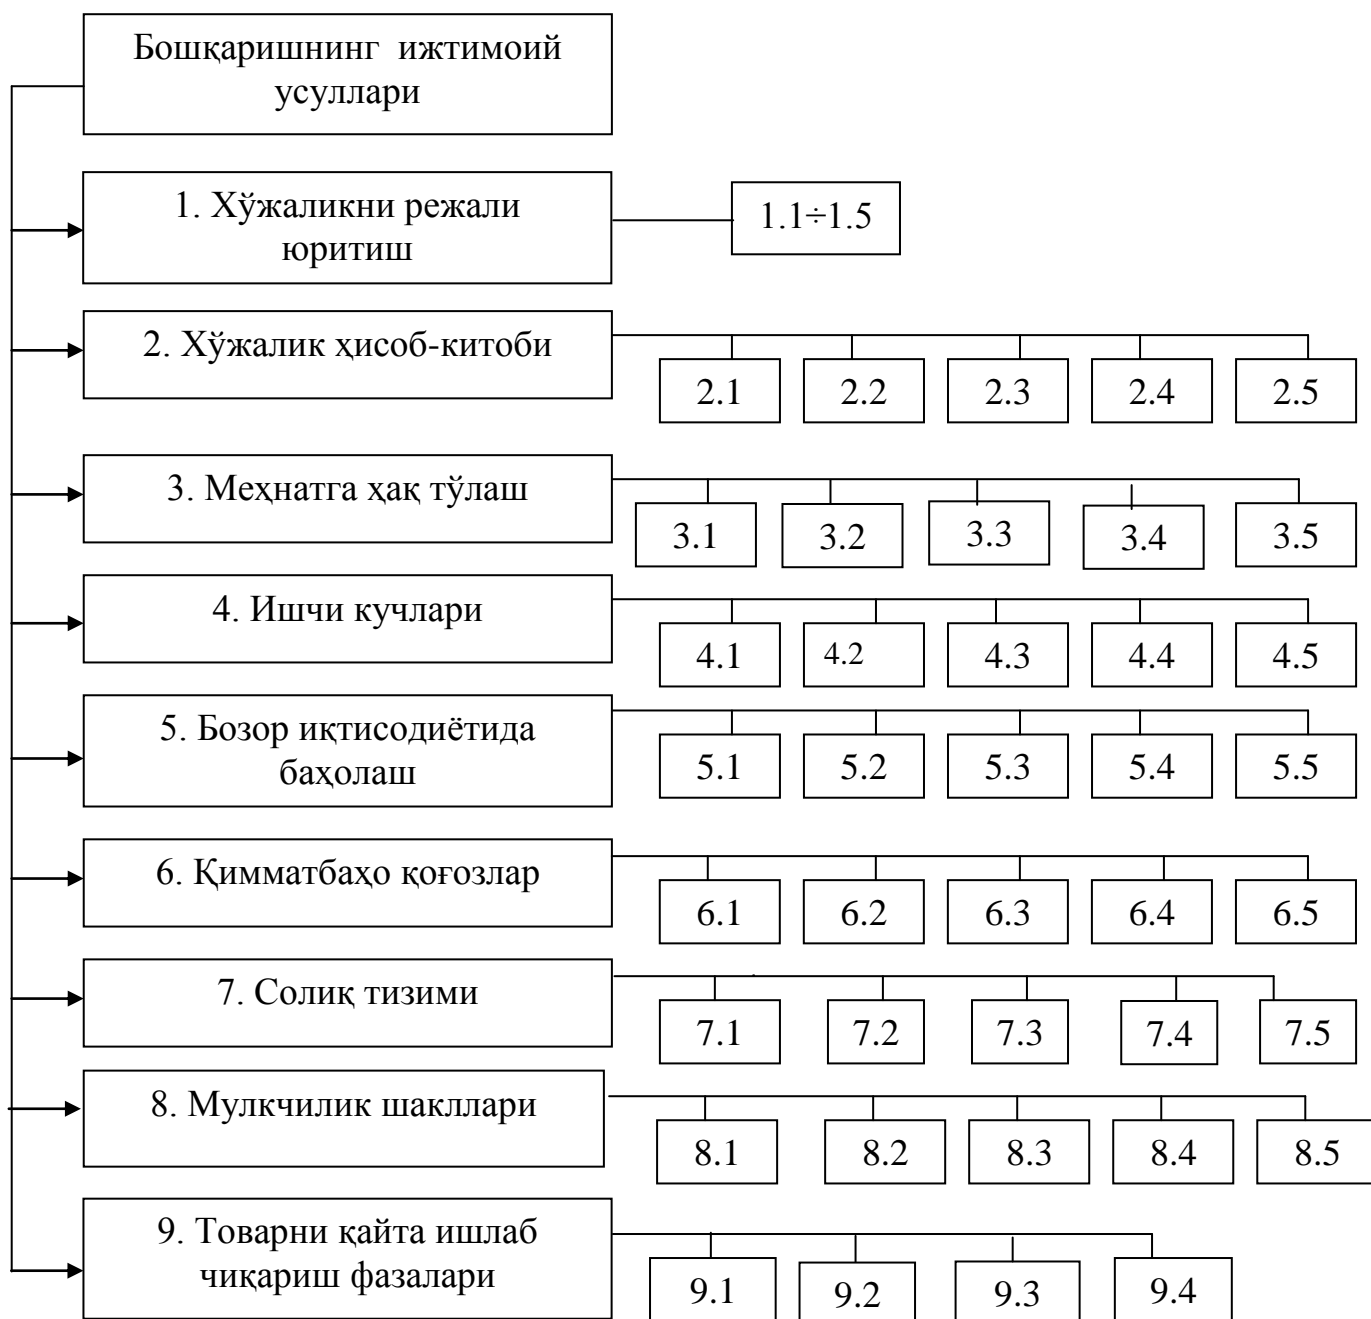 Бошқаришнинг ижтимоий
усуллари
1. Хўжаликни режали
юритиш
1.1÷1.5
2. Хўжалик ҳисоб-китоби
2.1 2.2 2.3 2.4 2.5
3. Меҳнатга ҳақ тўлаш
3.1 3.2 3.3 3.4 3.5
4. Ишчи кучлари
4.1 4.2 4.3 4.4 4.5
5. Бозор иқтисодиётида
баҳолаш
5.1 5.2 5.3 5.4 5.5
6. Қимматбаҳо қоғозлар
6.1 6.2 6.3 6.4 6.5
7. Солиқ тизими
7.1 7.2 7.3 7.4 7.5
8. Мулкчилик шакллари
8.1 8.2 8.3 8.4 8.5
9. Товарни қайта ишлаб
чиқариш фазалари
9.1 9.2 9.3 9.4